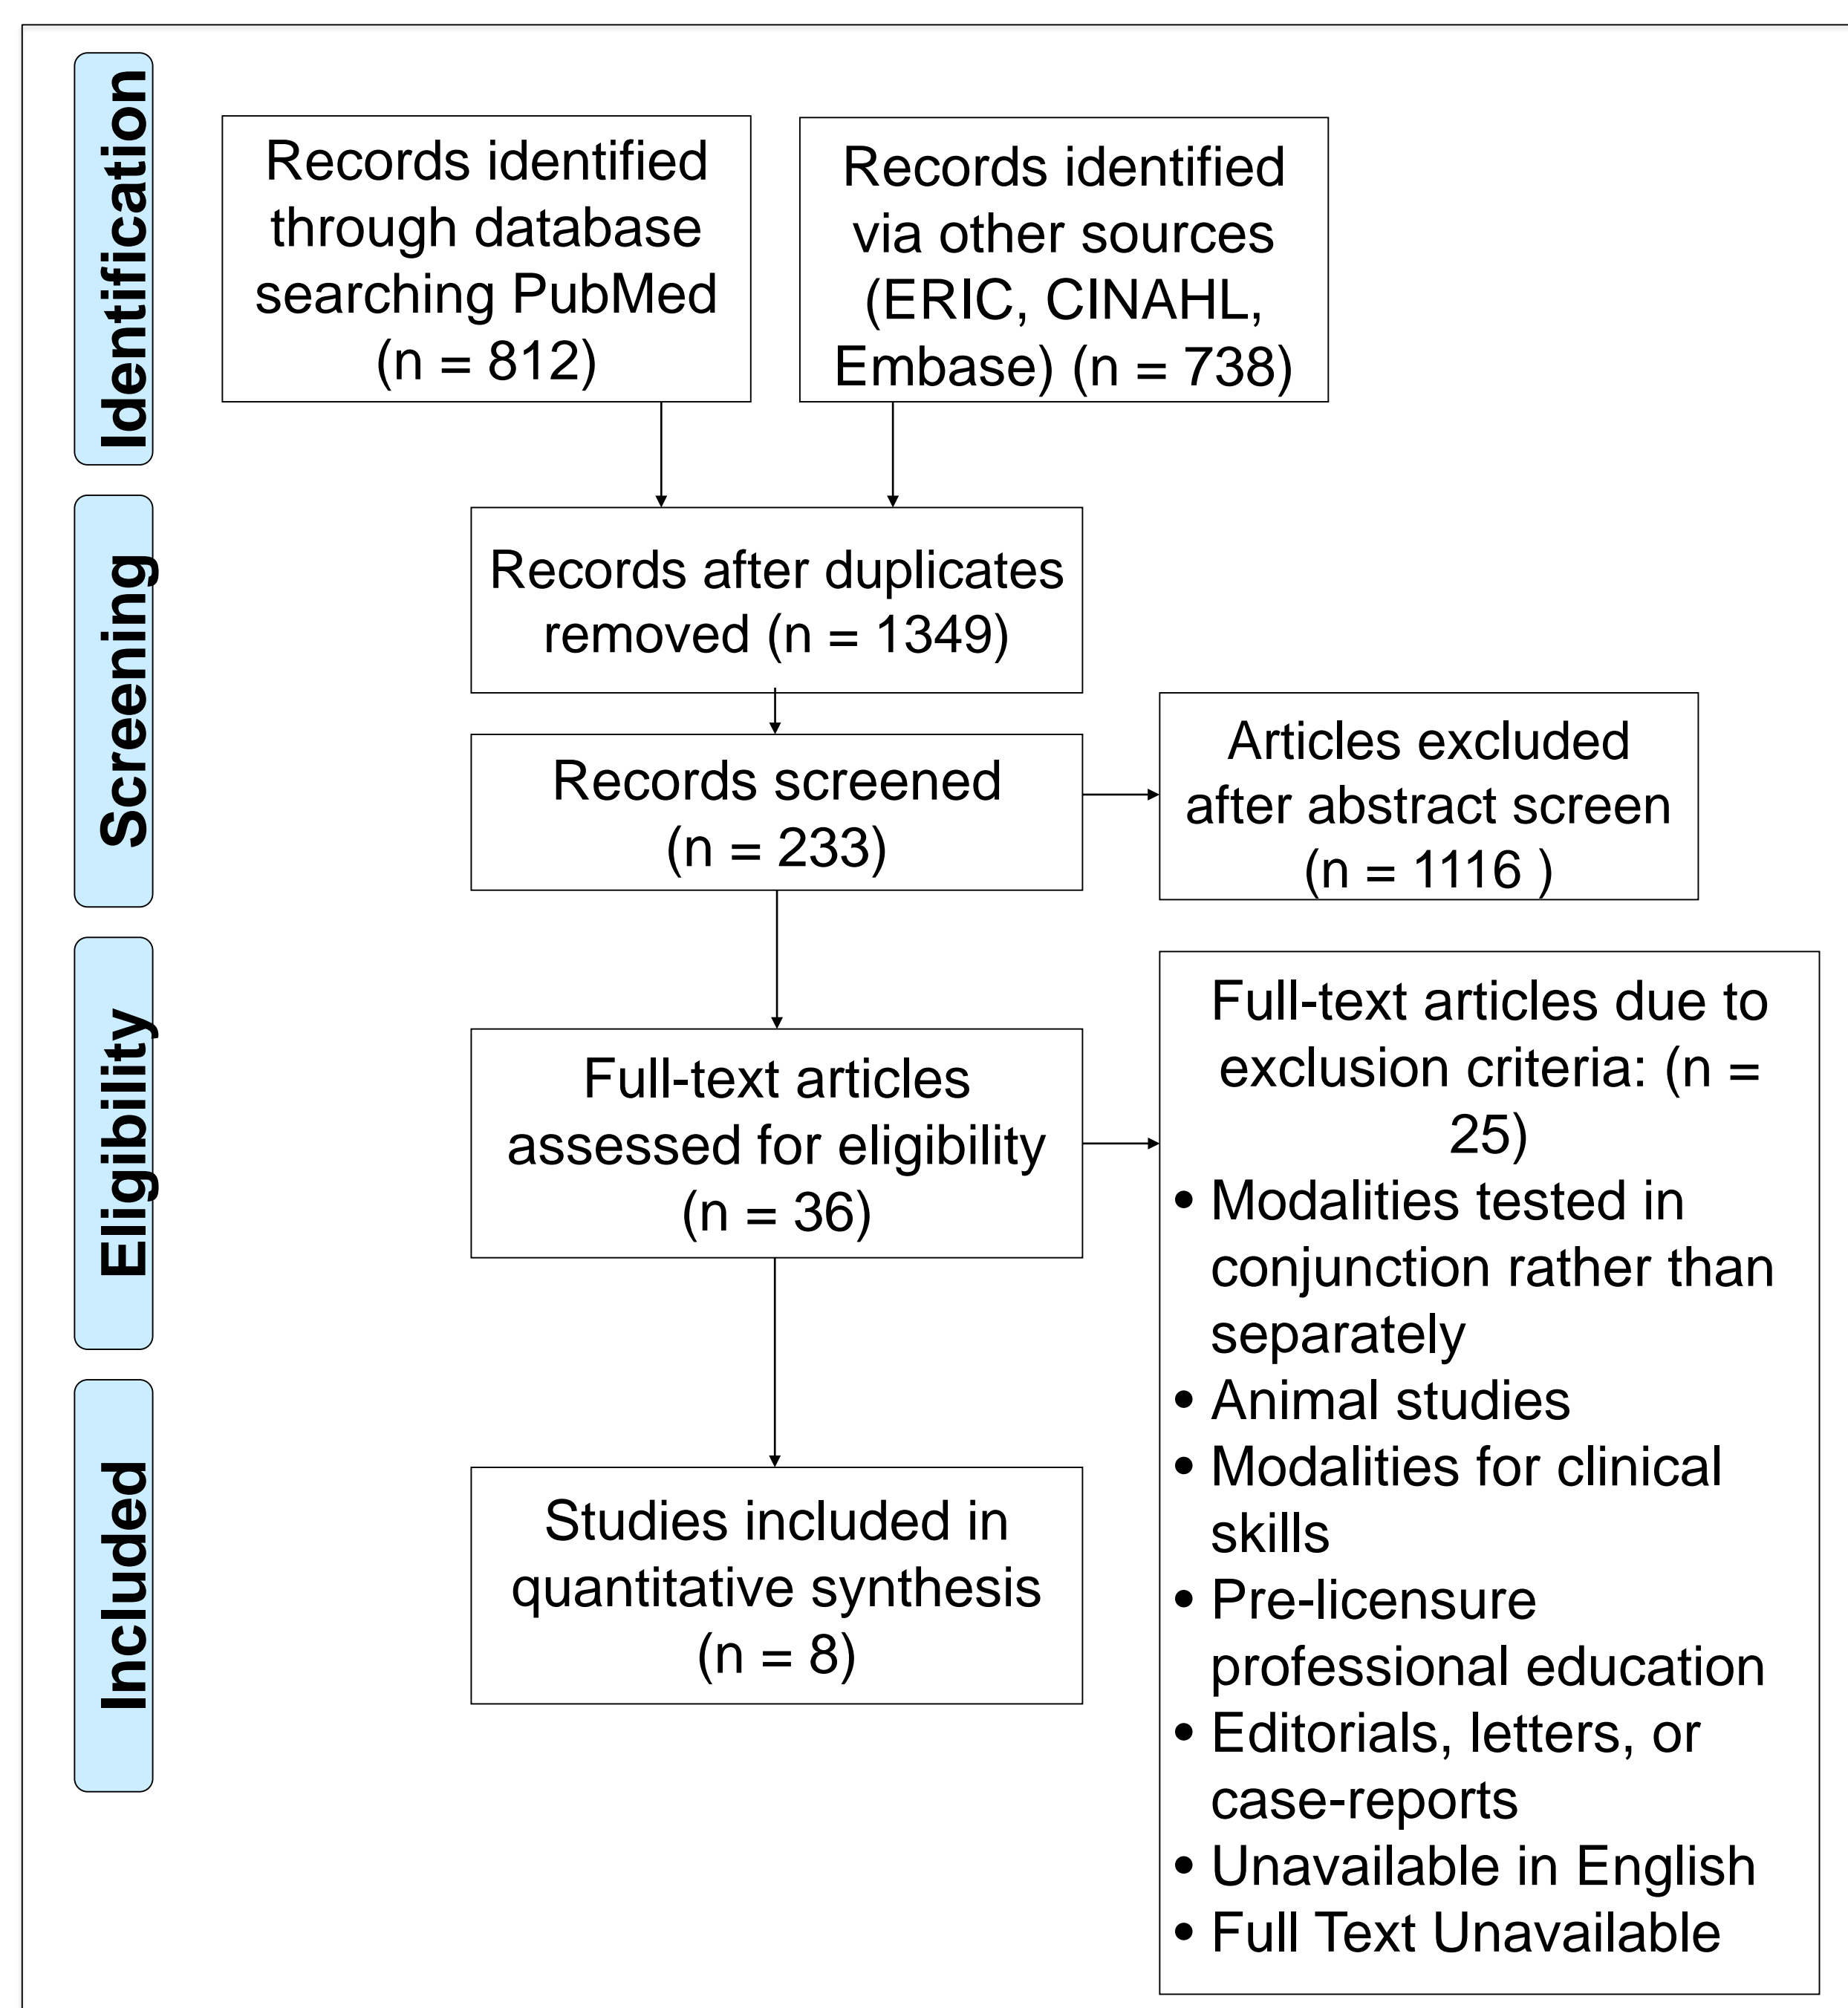 Identification
Records identified
through database
searching PubMed
(n = 812)
Records identified
via other sources
(ERIC, CINAHL,
Embase) (n = 738)
Screening
Records after duplicates
removed (n = 1349)
Records screened
(n = 233)
Articles excluded
after abstract screen
(n = 1116 )
Eligibility
Full-text articles
assessed for eligibility
(n = 36)
Full-text articles due to
exclusion criteria: (n =
25)
• Modalities tested in
conjunction rather than
separately
• Animal studies
• Modalities for clinical
skills
• Pre-licensure
professional education
• Editorials, letters, or
case-reports
• Unavailable in English
• Full Text Unavailable
Included
Studies included in
quantitative synthesis
(n = 8)